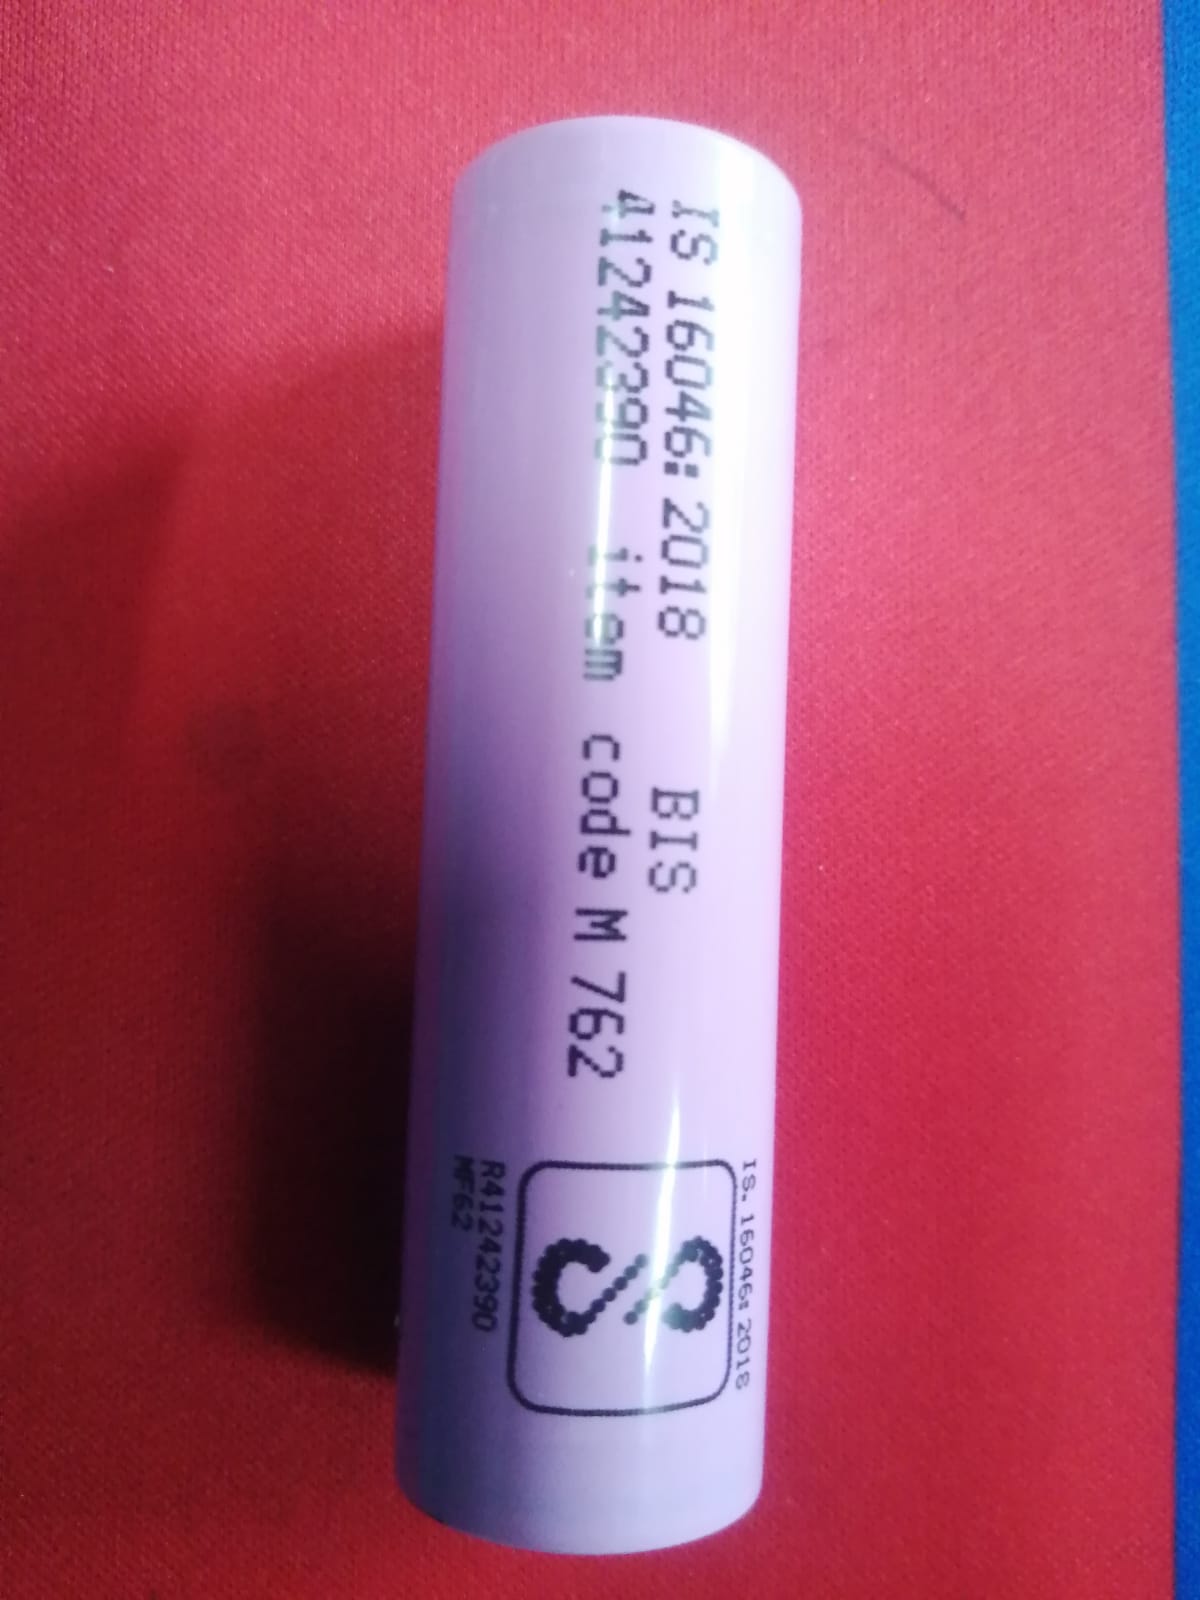 IS 16046: 2018 BIS
41242390 item code M 762
IS. 16046: 2018
R41242390
MF62